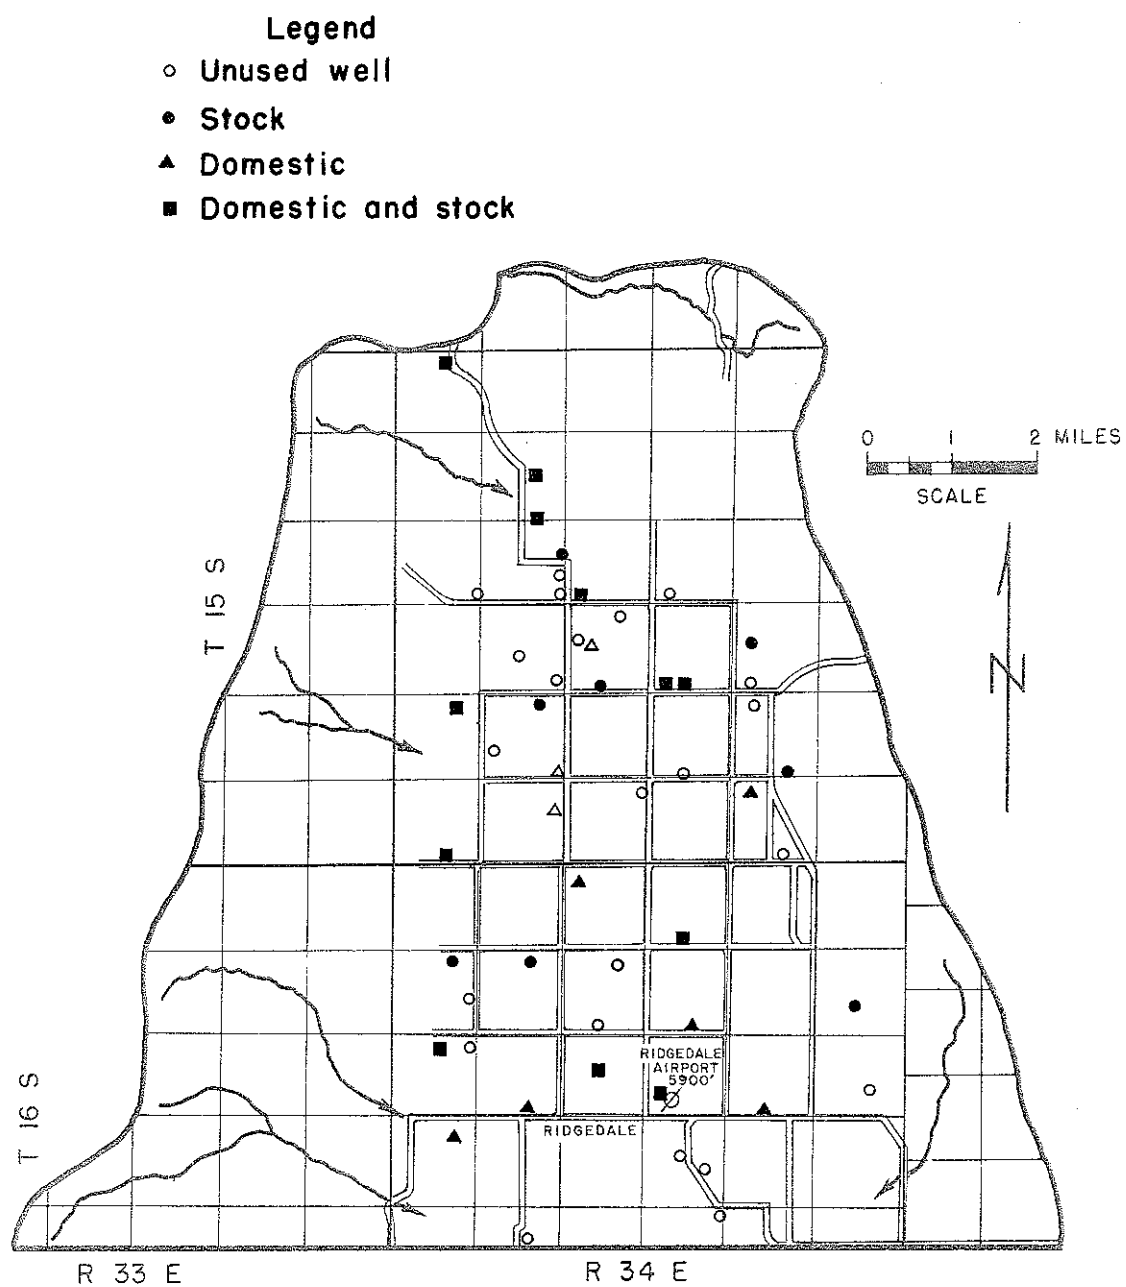 Legend
Unused well
Stock
Domestic
Domestic and stock
0 1 2 MILES
SCALE
N
T 15 S
RIDGEDALE
AIRPORT
5900'
T 16 S
RIDGEDALE
R 33 E R 34 E